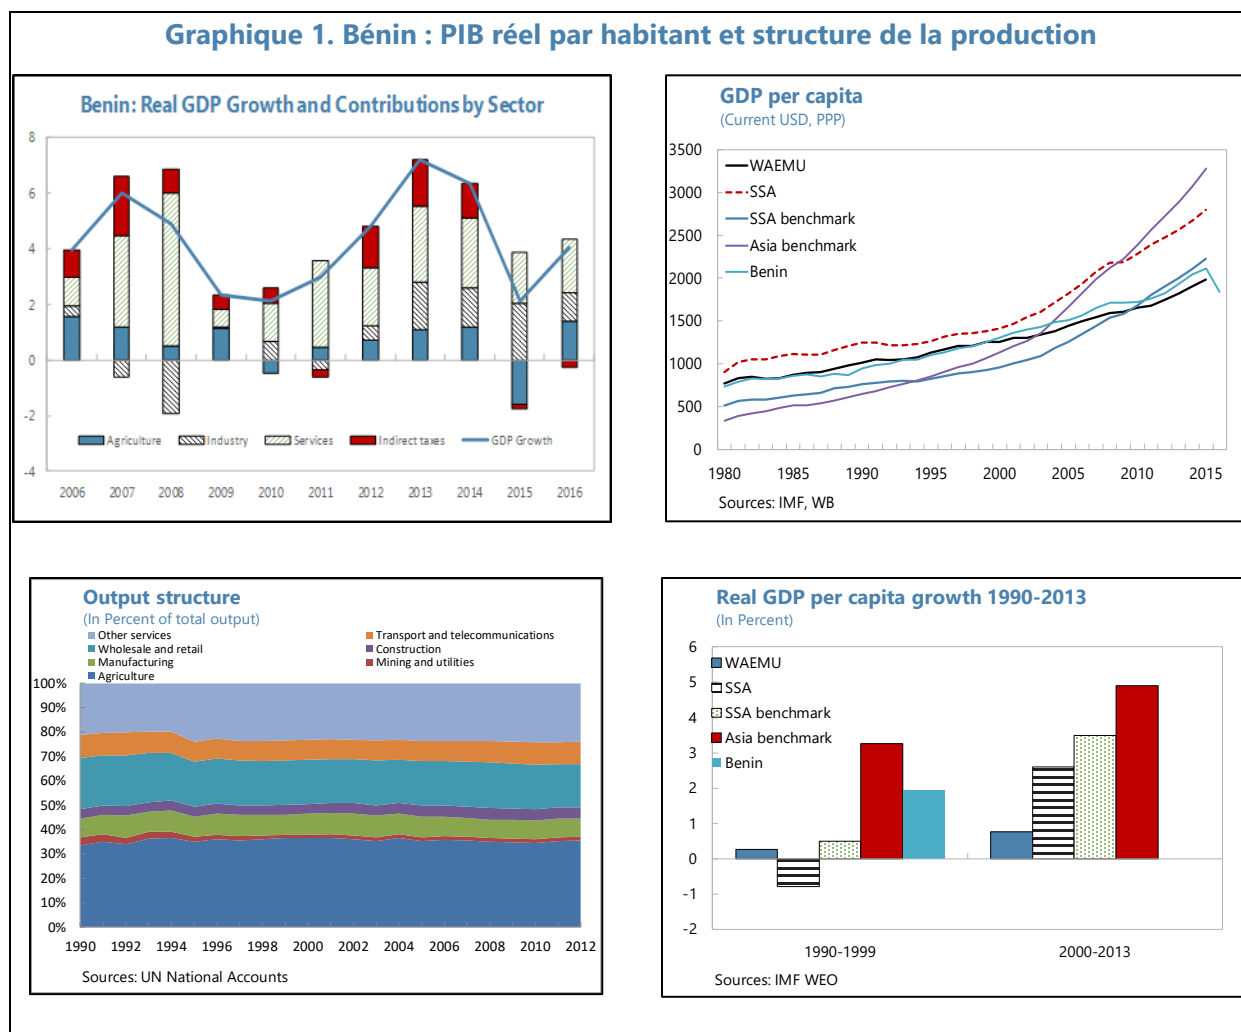 Graphique 1. Bénin : PIB réel par habitant et structure de la production
Benin: Real GDP Growth and Contributions by Sector
8
6
4
2
0
-2
-4
Agriculture Industry Services Indirect taxes GDP Growth
2006 2007 2008 2009 2010 2011 2012 2013 2014 2015 2016
GDP per capita
(Current USD, PPP)
3500
3000
2500
2000
1500
1000
500
0
WAEMU
SSA
SSA benchmark
Asia benchmark
Benin
1980 1985 1990 1995 2000 2005 2010 2015
Sources: IMF, WB
Output structure
(In Percent of total output)
Other services Transport and telecommunications
Wholesale and retail Construction
Manufacturing Mining and utilities
Agriculture
100%
90%
80%
70%
60%
50%
40%
30%
20%
10%
0%
1990 1992 1994 1996 1998 2000 2002 2004 2006 2008 2010 2012
Sources: UN National Accounts
Real GDP per capita growth 1990-2013
(In Percent)
6
5
4
3
2
1
0
-1
-2
WAEMU
SSA
SSA benchmark
Asia benchmark
Benin
1990-1999 2000-2013
Sources: IMF WEO